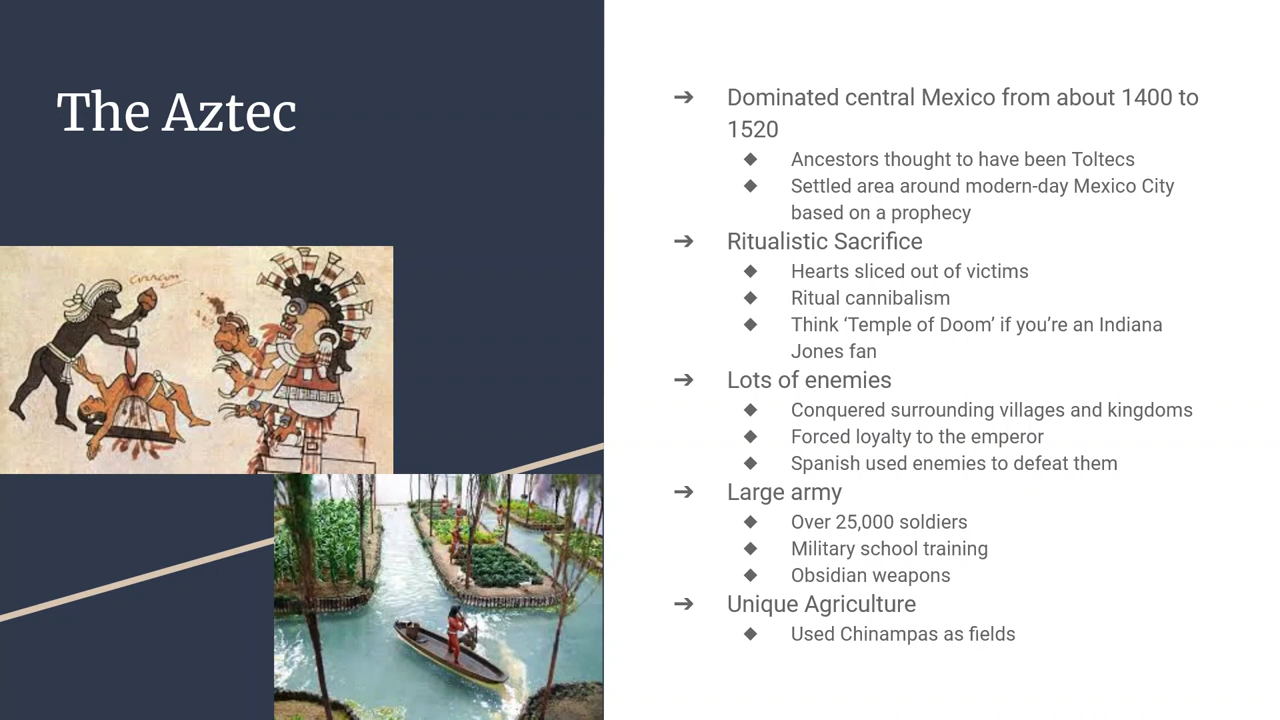 The Aztec
➔ Dominated central Mexico from about 1400 to
1520
◆ Ancestors thought to have been Toltecs
◆ Settled area around modern-day Mexico City
based on a prophecy
➔ Ritualistic Sacrifice
◆ Hearts sliced out of victims
◆ Ritual cannibalism
◆ Think ‘Temple of Doom’ if you’re an Indiana
Jones fan
➔ Lots of enemies
◆ Conquered surrounding villages and kingdoms
◆ Forced loyalty to the emperor
◆ Spanish used enemies to defeat them
➔ Large army
◆ Over 25,000 soldiers
◆ Military school training
◆ Obsidian weapons
➔ Unique Agriculture
◆ Used Chinampas as fields